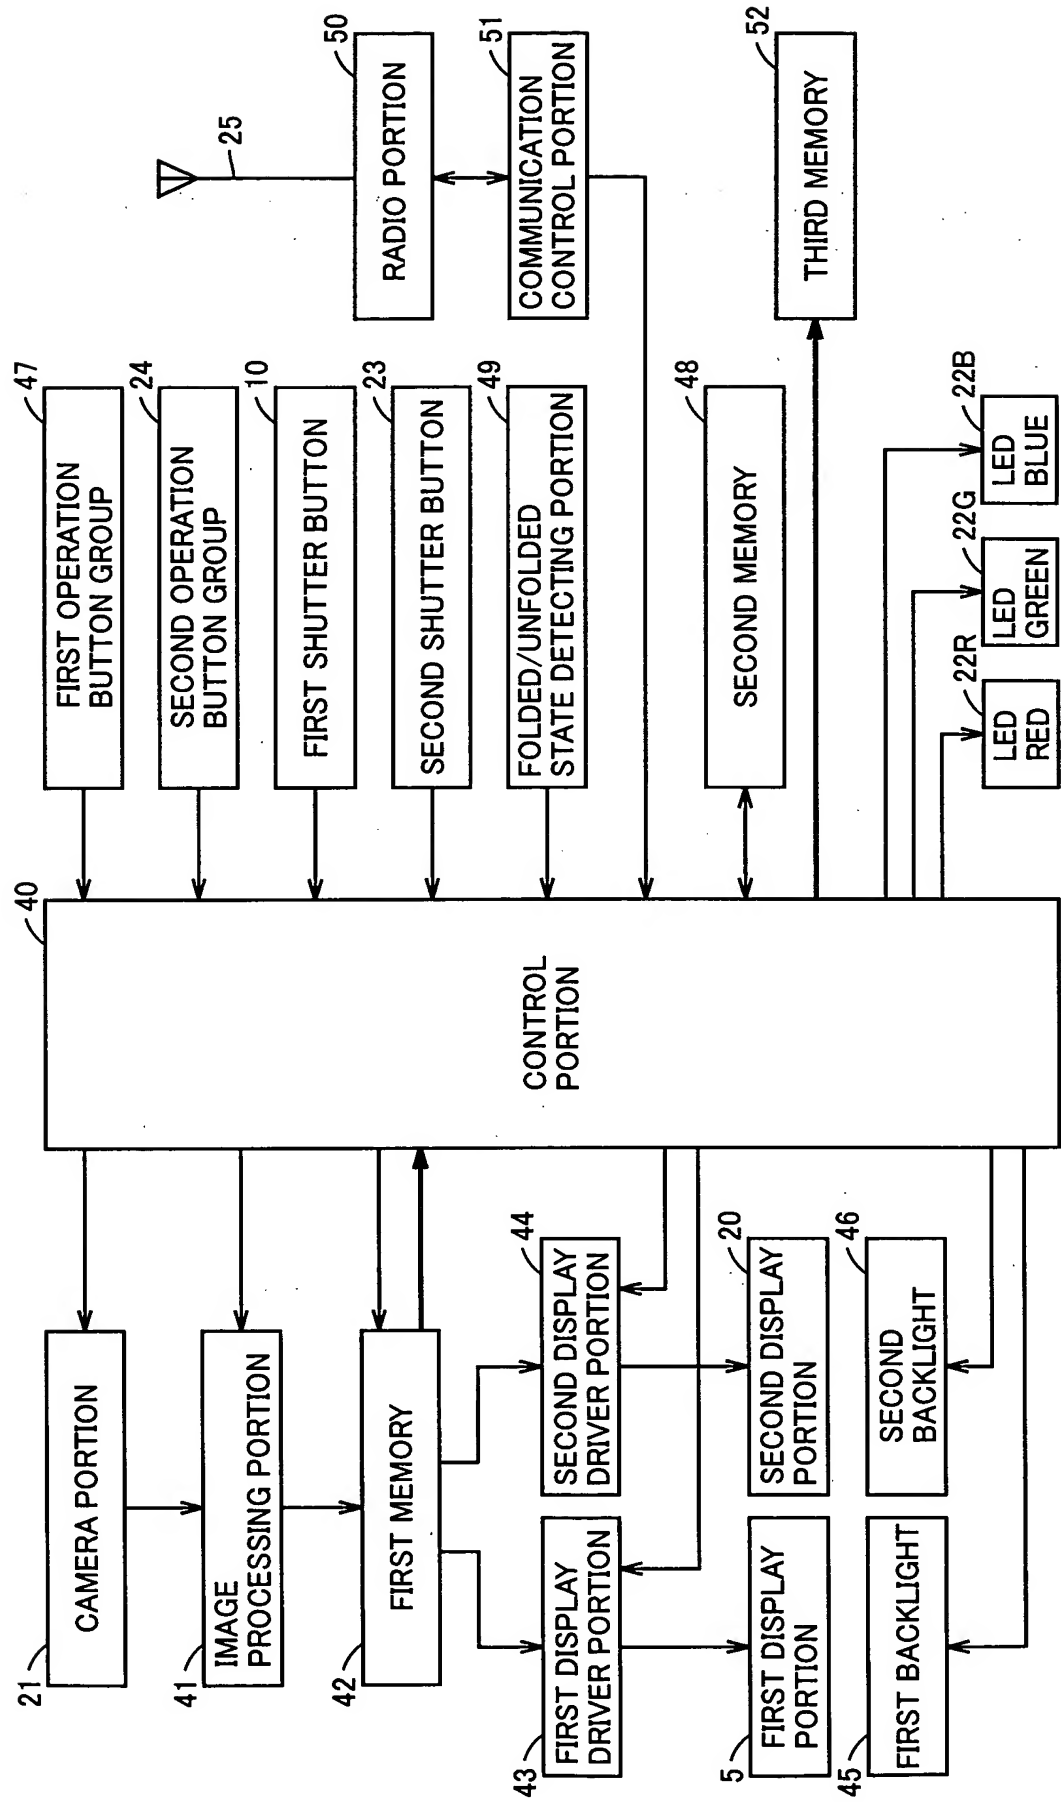 21
CAMERA PORTION
41
IMAGE
PROCESSING PORTION
42
FIRST MEMORY
43
FIRST DISPLAY
DRIVER PORTION
44
SECOND DISPLAY
DRIVER PORTION
5
FIRST DISPLAY
PORTION
20
SECOND DISPLAY
PORTION
45
FIRST BACKLIGHT
46
SECOND
BACKLIGHT
40
CONTROL
PORTION
47
FIRST OPERATION
BUTTON GROUP
24
SECOND OPERATION
BUTTON GROUP
10
FIRST SHUTTER BUTTON
23
SECOND SHUTTER BUTTON
49
FOLDED/UNFOLDED
STATE DETECTING PORTION
48
SECOND MEMORY
22R
LED
RED
22G
LED
GREEN
22B
LED
BLUE
25
50
RADIO PORTION
51
COMMUNICATION
CONTROL PORTION
52
THIRD MEMORY